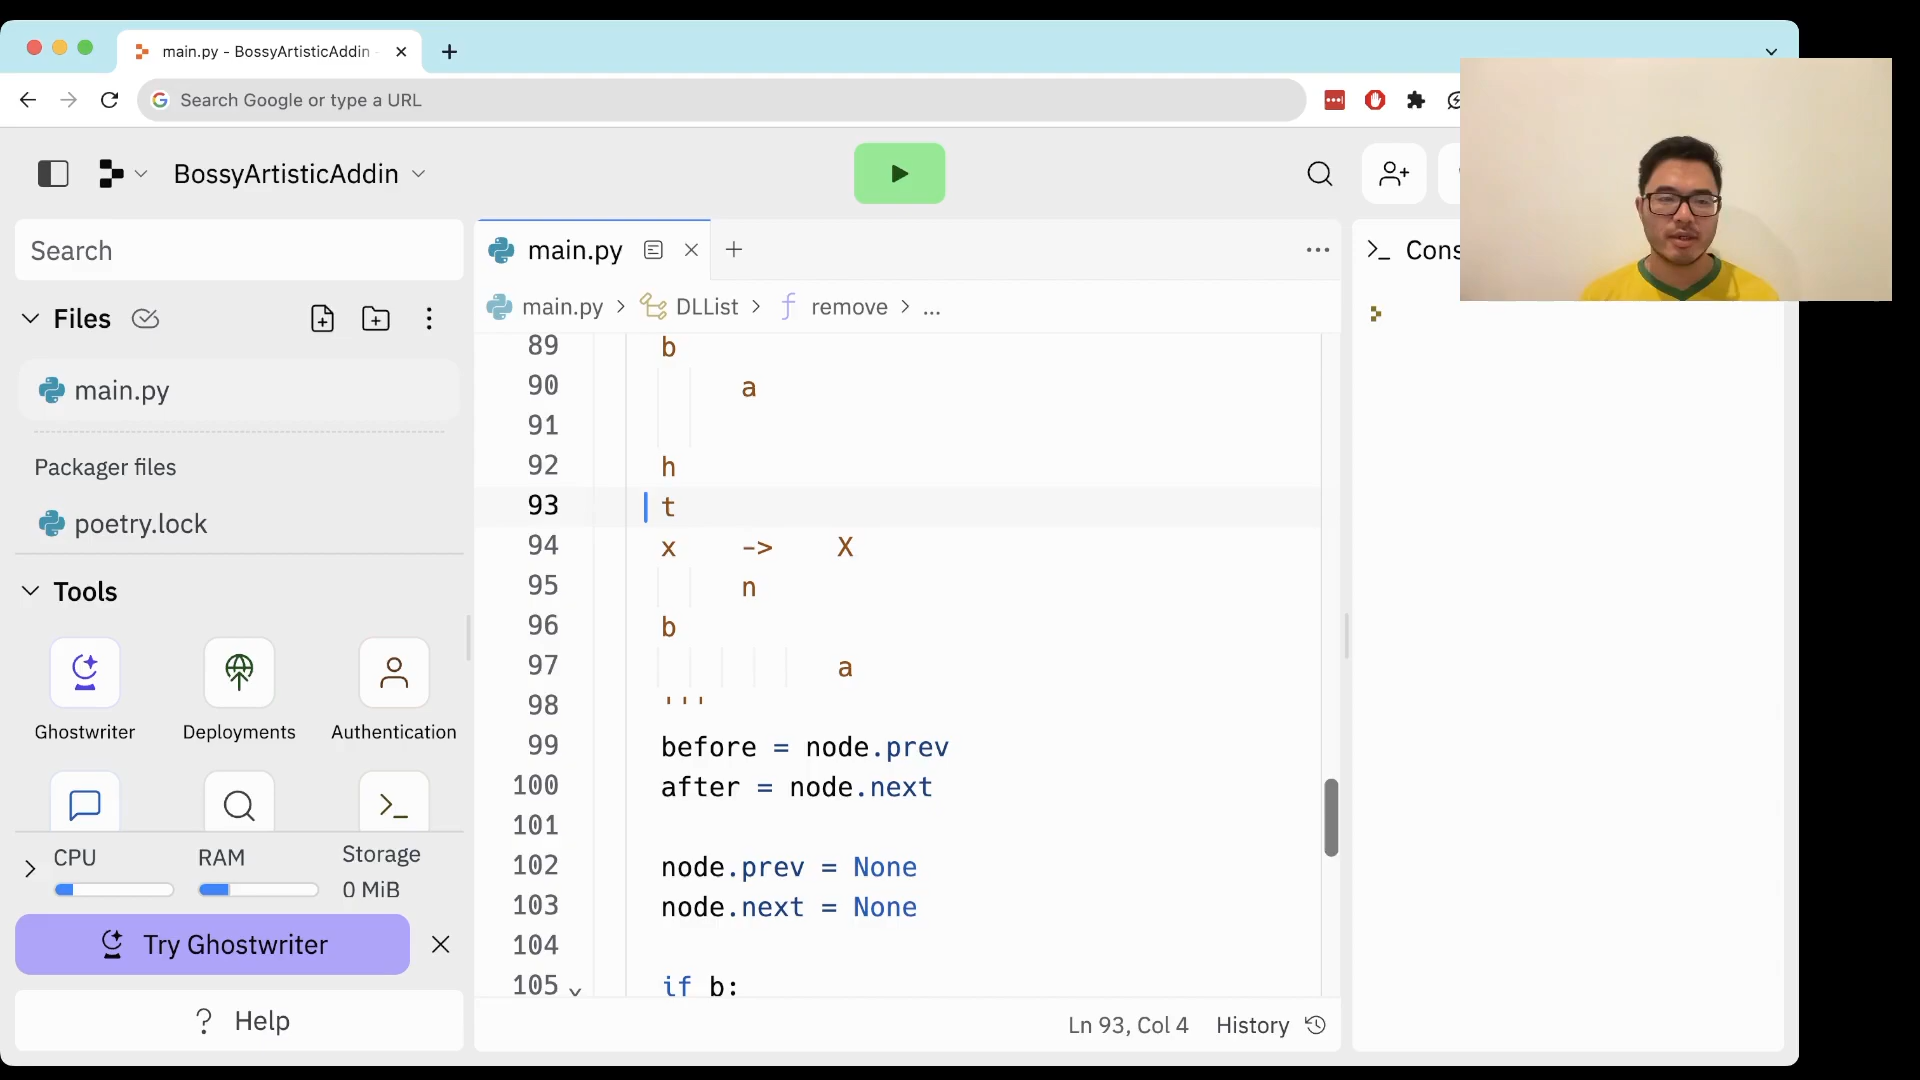 main.py - BossyArtisticAddin
Search Google or type a URL
BossyArtisticAddin
Search
Files
main.py
Packager files
poetry.lock
Tools
Ghostwriter
Deployments
Authentication
CPU
RAM
Storage
0 MiB
Try Ghostwriter
? Help
main.py
main.py > DLList > f remove > ...
89 b
90 a
91
92 h
93 t
94 x -> X
95 n
96 b
97 a
98 '''
99 before = node.prev
100 after = node.next
101
102 node.prev = None
103 node.next = None
104
105 if b:
Ln 93, Col 4
History
>_ Cons